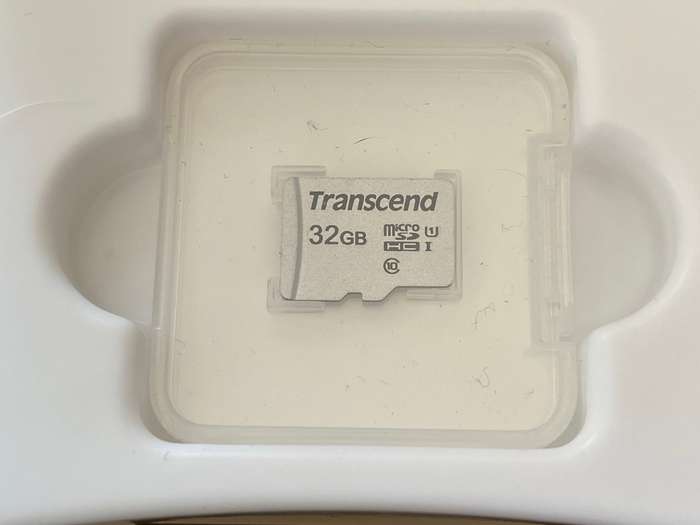 Transcend
32GB
micro SD HC U1 I
10